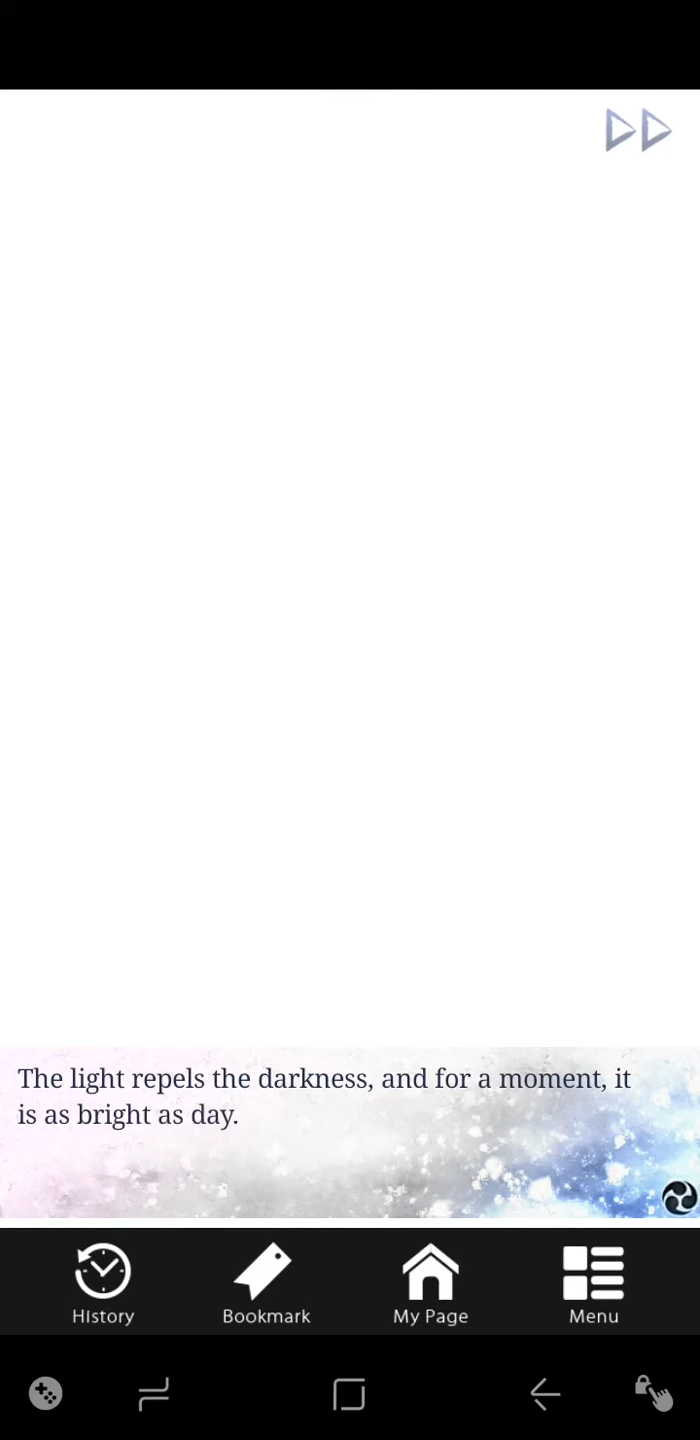 The light repels the darkness, and for a moment, it
is as bright as day.
History Bookmark My Page Menu